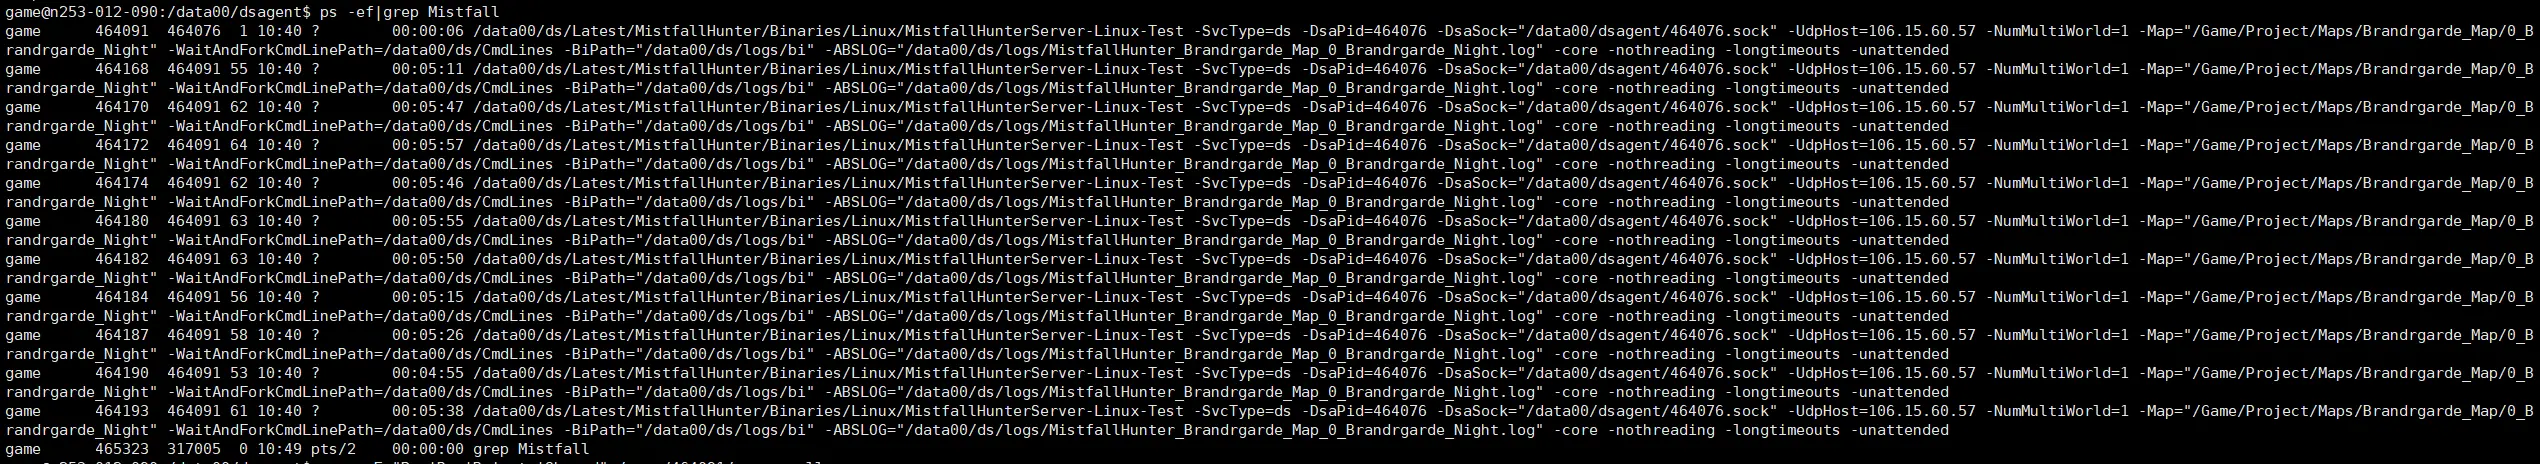 game@n253-012-090:/data00/dsagent$ ps -ef|grep Mistfall
game      464091  464076  1 10:40 ?        00:00:06 /data00/ds/Latest/MistfallHunter/Binaries/Linux/MistfallHunterServer-Linux-Test -SvcType=ds -DsaPid=464076 -DsaSock="/data00/dsagent/464076.sock" -UdpHost=106.15.60.57 -NumMultiWorld=1 -Map="/Game/Project/Maps/Brandrgarde_Map/0_B
randrgarde_Night" -WaitAndForkCmdLinePath=/data00/ds/CmdLines -BiPath="/data00/ds/logs/bi" -ABSLOG="/data00/ds/logs/MistfallHunter_Brandrgarde_Map_0_Brandrgarde_Night.log" -core -nothreading -longtimeouts -unattended
game      464168  464091 55 10:40 ?        00:05:11 /data00/ds/Latest/MistfallHunter/Binaries/Linux/MistfallHunterServer-Linux-Test -SvcType=ds -DsaPid=464076 -DsaSock="/data00/dsagent/464076.sock" -UdpHost=106.15.60.57 -NumMultiWorld=1 -Map="/Game/Project/Maps/Brandrgarde_Map/0_B
randrgarde_Night" -WaitAndForkCmdLinePath=/data00/ds/CmdLines -BiPath="/data00/ds/logs/bi" -ABSLOG="/data00/ds/logs/MistfallHunter_Brandrgarde_Map_0_Brandrgarde_Night.log" -core -nothreading -longtimeouts -unattended
game      464170  464091 62 10:40 ?        00:05:47 /data00/ds/Latest/MistfallHunter/Binaries/Linux/MistfallHunterServer-Linux-Test -SvcType=ds -DsaPid=464076 -DsaSock="/data00/dsagent/464076.sock" -UdpHost=106.15.60.57 -NumMultiWorld=1 -Map="/Game/Project/Maps/Brandrgarde_Map/0_B
randrgarde_Night" -WaitAndForkCmdLinePath=/data00/ds/CmdLines -BiPath="/data00/ds/logs/bi" -ABSLOG="/data00/ds/logs/MistfallHunter_Brandrgarde_Map_0_Brandrgarde_Night.log" -core -nothreading -longtimeouts -unattended
game      464172  464091 64 10:40 ?        00:05:57 /data00/ds/Latest/MistfallHunter/Binaries/Linux/MistfallHunterServer-Linux-Test -SvcType=ds -DsaPid=464076 -DsaSock="/data00/dsagent/464076.sock" -UdpHost=106.15.60.57 -NumMultiWorld=1 -Map="/Game/Project/Maps/Brandrgarde_Map/0_B
randrgarde_Night" -WaitAndForkCmdLinePath=/data00/ds/CmdLines -BiPath="/data00/ds/logs/bi" -ABSLOG="/data00/ds/logs/MistfallHunter_Brandrgarde_Map_0_Brandrgarde_Night.log" -core -nothreading -longtimeouts -unattended
game      464174  464091 62 10:40 ?        00:05:46 /data00/ds/Latest/MistfallHunter/Binaries/Linux/MistfallHunterServer-Linux-Test -SvcType=ds -DsaPid=464076 -DsaSock="/data00/dsagent/464076.sock" -UdpHost=106.15.60.57 -NumMultiWorld=1 -Map="/Game/Project/Maps/Brandrgarde_Map/0_B
randrgarde_Night" -WaitAndForkCmdLinePath=/data00/ds/CmdLines -BiPath="/data00/ds/logs/bi" -ABSLOG="/data00/ds/logs/MistfallHunter_Brandrgarde_Map_0_Brandrgarde_Night.log" -core -nothreading -longtimeouts -unattended
game      464180  464091 63 10:40 ?        00:05:55 /data00/ds/Latest/MistfallHunter/Binaries/Linux/MistfallHunterServer-Linux-Test -SvcType=ds -DsaPid=464076 -DsaSock="/data00/dsagent/464076.sock" -UdpHost=106.15.60.57 -NumMultiWorld=1 -Map="/Game/Project/Maps/Brandrgarde_Map/0_B
randrgarde_Night" -WaitAndForkCmdLinePath=/data00/ds/CmdLines -BiPath="/data00/ds/logs/bi" -ABSLOG="/data00/ds/logs/MistfallHunter_Brandrgarde_Map_0_Brandrgarde_Night.log" -core -nothreading -longtimeouts -unattended
game      464182  464091 63 10:40 ?        00:05:50 /data00/ds/Latest/MistfallHunter/Binaries/Linux/MistfallHunterServer-Linux-Test -SvcType=ds -DsaPid=464076 -DsaSock="/data00/dsagent/464076.sock" -UdpHost=106.15.60.57 -NumMultiWorld=1 -Map="/Game/Project/Maps/Brandrgarde_Map/0_B
randrgarde_Night" -WaitAndForkCmdLinePath=/data00/ds/CmdLines -BiPath="/data00/ds/logs/bi" -ABSLOG="/data00/ds/logs/MistfallHunter_Brandrgarde_Map_0_Brandrgarde_Night.log" -core -nothreading -longtimeouts -unattended
game      464184  464091 56 10:40 ?        00:05:15 /data00/ds/Latest/MistfallHunter/Binaries/Linux/MistfallHunterServer-Linux-Test -SvcType=ds -DsaPid=464076 -DsaSock="/data00/dsagent/464076.sock" -UdpHost=106.15.60.57 -NumMultiWorld=1 -Map="/Game/Project/Maps/Brandrgarde_Map/0_B
randrgarde_Night" -WaitAndForkCmdLinePath=/data00/ds/CmdLines -BiPath="/data00/ds/logs/bi" -ABSLOG="/data00/ds/logs/MistfallHunter_Brandrgarde_Map_0_Brandrgarde_Night.log" -core -nothreading -longtimeouts -unattended
game      464187  464091 58 10:40 ?        00:05:26 /data00/ds/Latest/MistfallHunter/Binaries/Linux/MistfallHunterServer-Linux-Test -SvcType=ds -DsaPid=464076 -DsaSock="/data00/dsagent/464076.sock" -UdpHost=106.15.60.57 -NumMultiWorld=1 -Map="/Game/Project/Maps/Brandrgarde_Map/0_B
randrgarde_Night" -WaitAndForkCmdLinePath=/data00/ds/CmdLines -BiPath="/data00/ds/logs/bi" -ABSLOG="/data00/ds/logs/MistfallHunter_Brandrgarde_Map_0_Brandrgarde_Night.log" -core -nothreading -longtimeouts -unattended
game      464190  464091 53 10:40 ?        00:04:55 /data00/ds/Latest/MistfallHunter/Binaries/Linux/MistfallHunterServer-Linux-Test -SvcType=ds -DsaPid=464076 -DsaSock="/data00/dsagent/464076.sock" -UdpHost=106.15.60.57 -NumMultiWorld=1 -Map="/Game/Project/Maps/Brandrgarde_Map/0_B
randrgarde_Night" -WaitAndForkCmdLinePath=/data00/ds/CmdLines -BiPath="/data00/ds/logs/bi" -ABSLOG="/data00/ds/logs/MistfallHunter_Brandrgarde_Map_0_Brandrgarde_Night.log" -core -nothreading -longtimeouts -unattended
game      464193  464091 61 10:40 ?        00:05:38 /data00/ds/Latest/MistfallHunter/Binaries/Linux/MistfallHunterServer-Linux-Test -SvcType=ds -DsaPid=464076 -DsaSock="/data00/dsagent/464076.sock" -UdpHost=106.15.60.57 -NumMultiWorld=1 -Map="/Game/Project/Maps/Brandrgarde_Map/0_B
randrgarde_Night" -WaitAndForkCmdLinePath=/data00/ds/CmdLines -BiPath="/data00/ds/logs/bi" -ABSLOG="/data00/ds/logs/MistfallHunter_Brandrgarde_Map_0_Brandrgarde_Night.log" -core -nothreading -longtimeouts -unattended
game      465323  317005  0 10:49 pts/2    00:00:00 grep Mistfall